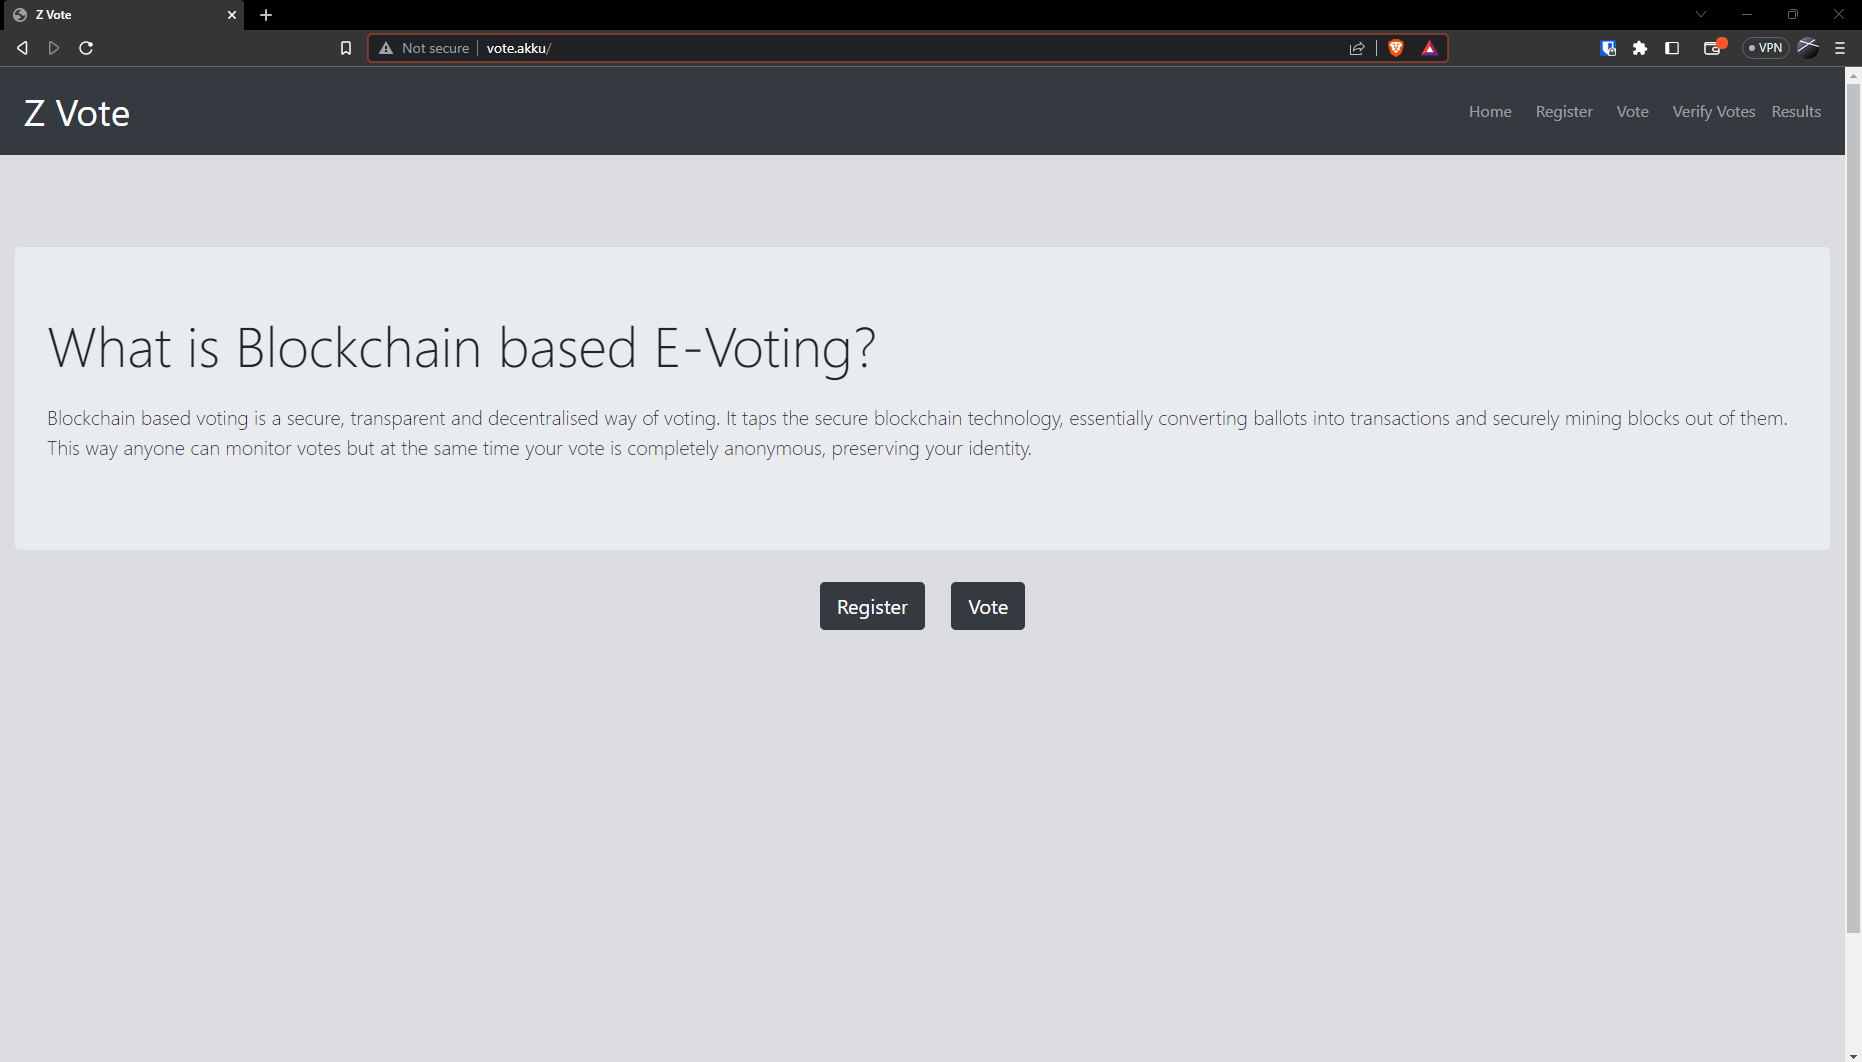 Z Vote
Not secure
vote.akku/
VPN
Z Vote
Home
Register
Vote
Verify Votes
Results
What is Blockchain based E-Voting?
Blockchain based voting is a secure, transparent and decentralised way of voting. It taps the secure blockchain technology, essentially converting ballots into transactions and securely mining blocks out of them.
This way anyone can monitor votes but at the same time your vote is completely anonymous, preserving your identity.
Register
Vote